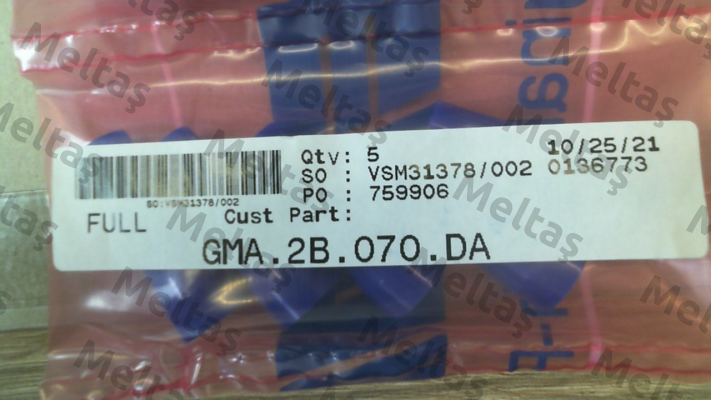 Qty: 5
10/25/21
SO : VSM31378/002 0136773
PO : 759906
SO:VSM31378/002
FULL
Cust Part:
GMA.2B.070.DA
Meltaş